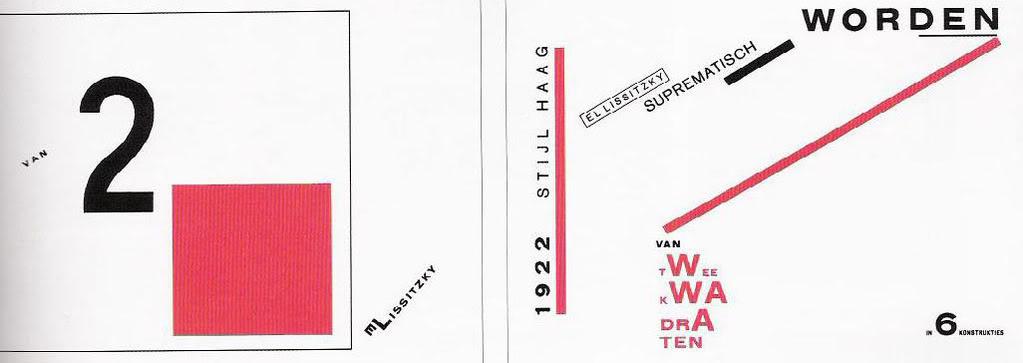 VAN
2
EL LISSITZKY
1922 STIJL HAAG
EL LISSITZKY
SUPREMATISCH
WORDEN
VAN
TWEE
KWA
DRA
TEN
IN 6 KONSTRUKTIES